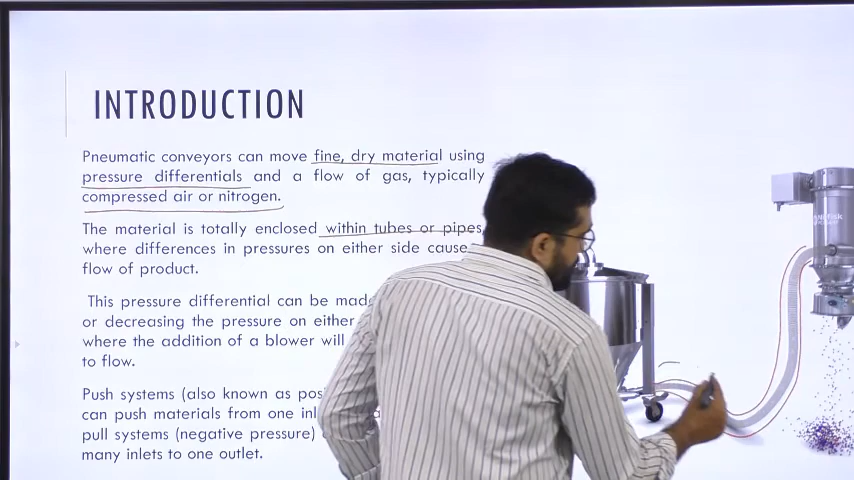 INTRODUCTION
Pneumatic conveyors can move fine, dry material using
pressure differentials and a flow of gas, typically
compressed air or nitrogen.
The material is totally enclosed within tubes or pipes,
where differences in pressures on either side cause
flow of product.
This pressure differential can be made
or decreasing the pressure on either
where the addition of a blower will
to flow.
Push systems (also known as
can push materials from one
pull systems (negative pressure)
many inlets to one outlet.